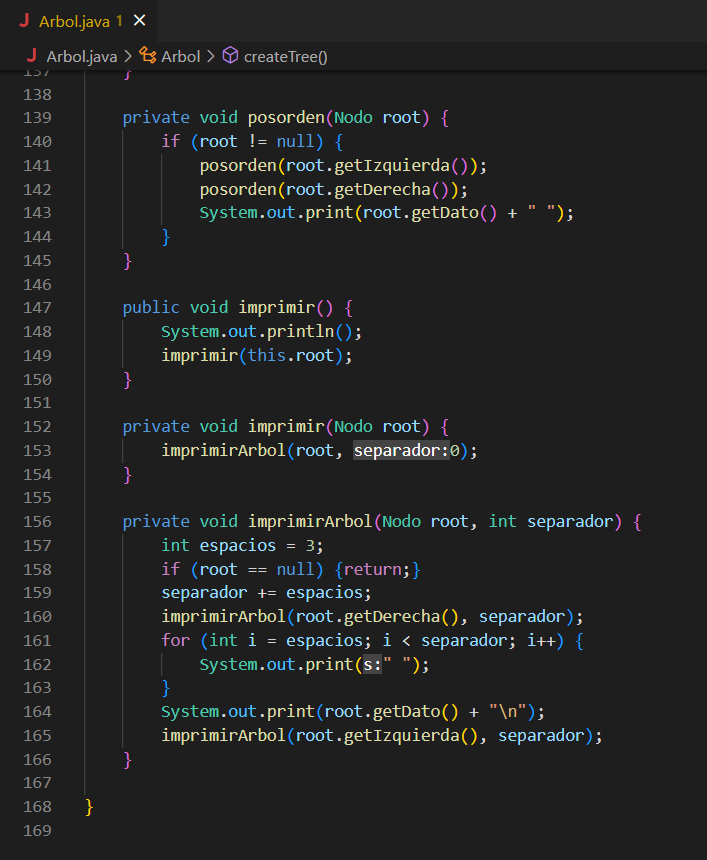 J Arbol.java 1 ×
J Arbol.java > Arbol > createTree()
137 }
138
139 private void posorden(Nodo root) {
140 if (root != null) {
141 posorden(root.getIzquierda());
142 posorden(root.getDerecha());
143 System.out.print(root.getDato() + " ");
144 }
145 }
146
147 public void imprimir() {
148 System.out.println();
149 imprimir(this.root);
150 }
151
152 private void imprimir(Nodo root) {
153 imprimirArbol(root, separador:0);
154 }
155
156 private void imprimirArbol(Nodo root, int separador) {
157 int espacios = 3;
158 if (root == null) {return;}
159 separador += espacios;
160 imprimirArbol(root.getDerecha(), separador);
161 for (int i = espacios; i < separador; i++) {
162 System.out.print(s:" ");
163 }
164 System.out.print(root.getDato() + "\n");
165 imprimirArbol(root.getIzquierda(), separador);
166 }
167
168 }
169